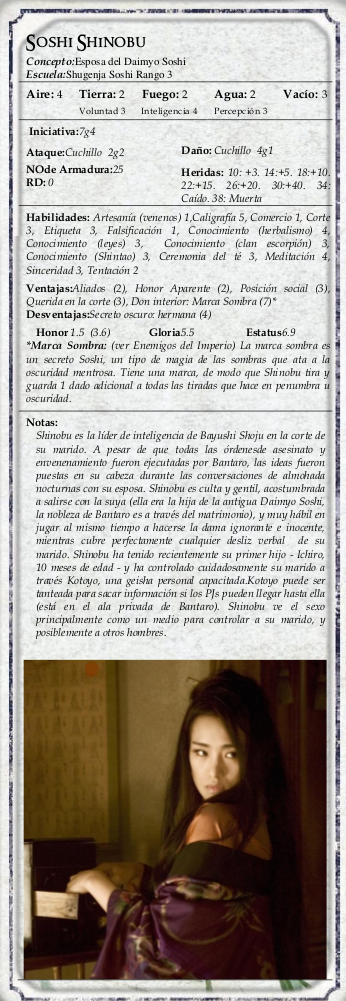 SOSHI SHINOBU
Concepto:Esposa del Daimyo Soshi
Escuela:Shugenja Soshi Rango 3
Aire: 4 Tierra: 2 Fuego: 2 Agua: 2 Vacío: 3
Voluntad 3 Inteligencia 4 Percepción 3
Iniciativa:7g4
Ataque:Cuchillo 2g2
NOde Armadura:25
RD: 0
Daño: Cuchillo 4g1
Heridas: 10: +3. 14:+5. 18:+10.
22:+15. 26:+20. 30:+40. 34:
Caído. 38: Muerta
Habilidades: Artesanía (venenos) 1,Caligrafía 5, Comercio 1, Corte
3, Etiqueta 3, Falsificación 1, Conocimiento (herbalismo) 4,
Conocimiento (leyes) 3, Conocimiento (clan escorpión) 3,
Conocimiento (Shintao) 3, Ceremonia del té 3, Meditación 4,
Sinceridad 3, Tentación 2
Ventajas:Aliados (2), Honor Aparente (2), Posición social (3),
Querida en la corte (3), Don interior: Marca Sombra (7)*
Desventajas:Secreto oscuro: hermana (4)
Honor 1.5 (3.6) Gloria5.5 Estatus6.9
*Marca Sombra: (ver Enemigos del Imperio) La marca sombra es
un secreto Soshi, un tipo de magia de las sombras que ata a la
oscuridad mentrosa. Tiene una marca, de modo que Shinobu tira y
guarda 1 dado adicional a todas las tiradas que hace en penumbra u
oscuridad.
Notas:
Shinobu es la líder de inteligencia de Bayushi Shoju en la corte de
su marido. A pesar de que todas las órdenesde asesinato y
envenenamiento fueron ejecutadas por Bantaro, las ideas fueron
puestas en su cabeza durante las conversaciones de almohada
nocturnas con su esposa. Shinobu es culta y gentil, acostumbrada
a salirse con la suya (ella era la hija de la antigua Daimyo Soshi,
la nobleza de Bantaro es a través del matrimonio), y muy hábil en
jugar al mismo tiempo a hacerse la dama ignorante e inocente,
mientras cubre perfectamente cualquier desliz verbal de su
marido. Shinobu ha tenido recientemente su primer hijo - Ichiro,
10 meses de edad - y ha controlado cuidadosamente su marido a
través Kotoyo, una geisha personal capacitada.Kotoyo puede ser
tanteada para sacar información si los PJs pueden llegar hasta ella
(está en el ala privada de Bantaro). Shinobu ve el sexo
principalmente como un medio para controlar a su marido, y
posiblemente a otros hombres.